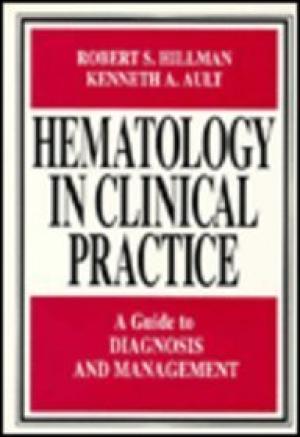 ROBERT S. HILLMAN
KENNETH A. AULT
HEMATOLOGY
IN CLINICAL
PRACTICE
A Guide to
DIAGNOSIS
AND MANAGEMENT